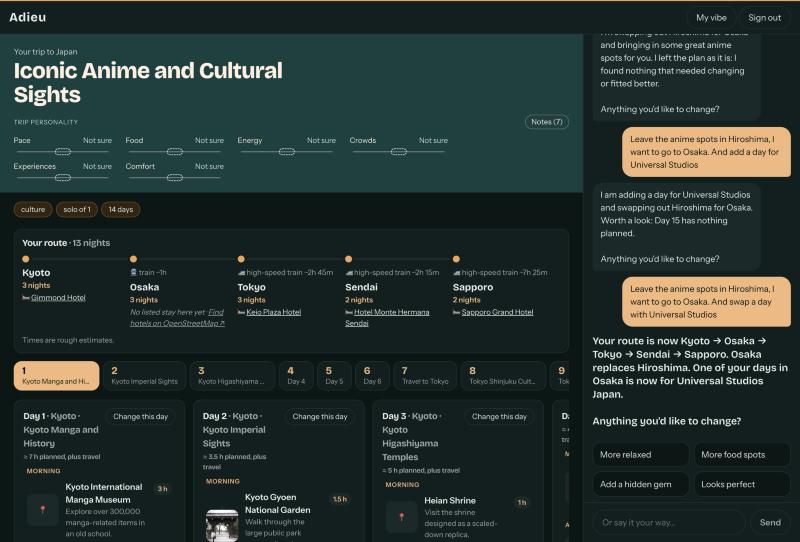 Adieu
My vibe
Sign out
Your trip to Japan
Iconic Anime and Cultural
Sights
TRIP PERSONALITY
Notes (7)
Pace
Not sure
Food
Not sure
Energy
Not sure
Crowds
Not sure
Experiences
Not sure
Comfort
Not sure
culture
solo of 1
14 days
Your route · 13 nights
Kyoto
3 nights
Gimmond Hotel
train ~1h
Osaka
3 nights
No listed stay here yet · Find
hotels on OpenStreetMap ↗
high-speed train ~2h 45m
Tokyo
3 nights
Keio Plaza Hotel
high-speed train ~2h 15m
Sendai
2 nights
Hotel Monte Hermana
Sendai
high-speed train ~7h 25m
Sapporo
2 nights
Sapporo Grand Hotel
Times are rough estimates.
1
Kyoto Manga and Hi...
2
Kyoto Imperial Sights
3
Kyoto Higashiyama ...
4
Day 4
5
Day 5
6
Day 6
7
Travel to Tokyo
8
Tokyo Shinjuku Cult...
9
Tok
Day 1 · Kyoto ·
Kyoto Manga and
History
Change this day
≈ 7 h planned, plus travel
MORNING
Kyoto International
Manga Museum
3 h
Explore over 300,000
manga-related items in
an old school.
Day 2 · Kyoto ·
Kyoto Imperial
Sights
Change this day
≈ 3.5 h planned, plus
travel
MORNING
Kyoto Gyoen
National Garden
1.5 h
Walk through the
large public park
Day 3 · Kyoto ·
Kyoto
Higashiyama
Temples
Change this day
≈ 5 h planned, plus travel
MORNING
Heian Shrine
1 h
Visit the shrine
designed as a scaled-
down replica.
and bringing in some great anime
spots for you. I left the plan as it is: I
found nothing that needed changing
or fitted better.
Anything you'd like to change?
Leave the anime spots in Hiroshima, I
want to go to Osaka. And add a day for
Universal Studios
I am adding a day for Universal Studios
and swapping out Hiroshima for Osaka.
Worth a look: Day 15 has nothing
planned.
Anything you'd like to change?
Leave the anime spots in Hiroshima, I
want to go to Osaka. And swap a day
with Universal Studios
Your route is now Kyoto → Osaka →
Tokyo → Sendai → Sapporo. Osaka
replaces Hiroshima. One of your days in
Osaka is now for Universal Studios
Japan.
Anything you'd like to change?
More relaxed
More food spots
Add a hidden gem
Looks perfect
Or say it your way...
Send